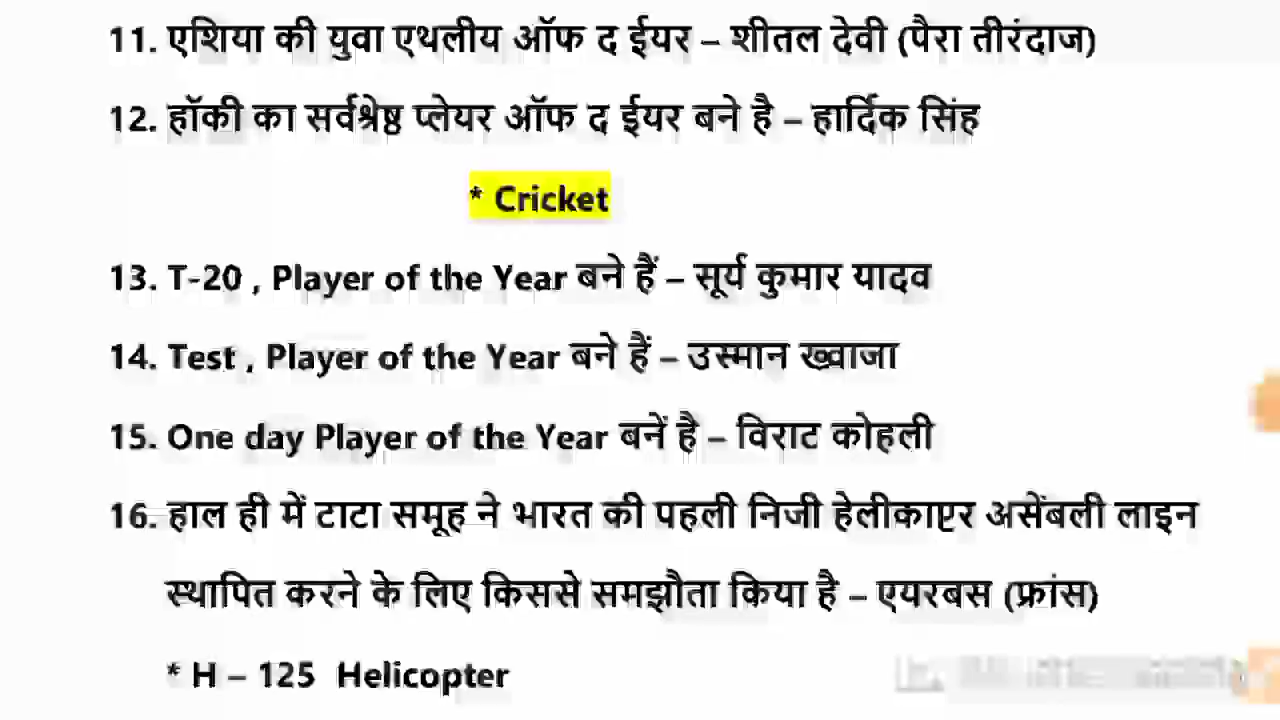 11. एशिया की युवा एथलीय ऑफ द ईयर – शीतल देवी (पैरा तीरंदाज)
12. हॉकी का सर्वश्रेष्ठ प्लेयर ऑफ द ईयर बने है – हार्दिक सिंह
* Cricket
13. T-20 , Player of the Year बने हैं – सूर्य कुमार यादव
14. Test , Player of the Year बने हैं – उस्मान ख्वाजा
15. One day Player of the Year बनें है – विराट कोहली
16. हाल ही में टाटा समूह ने भारत की पहली निजी हेलीकाप्टर असेंबली लाइन
स्थापित करने के लिए किससे समझौता किया है – एयरबस (फ्रांस)
* H – 125 Helicopter